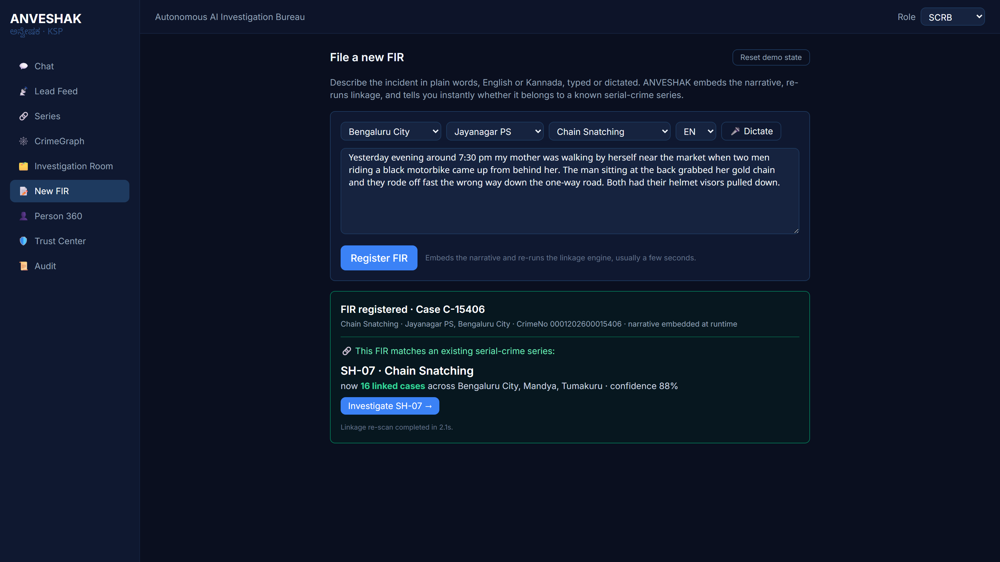 ANVESHAK
ಅನ್ವೇಷಕ · KSP
Chat
Lead Feed
Series
CrimeGraph
Investigation Room
New FIR
Person 360
Trust Center
Audit
Autonomous AI Investigation Bureau
Role SCRB
File a new FIR
Reset demo state
Describe the incident in plain words, English or Kannada, typed or dictated. ANVESHAK embeds the narrative, re-
runs linkage, and tells you instantly whether it belongs to a known serial-crime series.
Bengaluru City Jayanagar PS Chain Snatching EN Dictate
Yesterday evening around 7:30 pm my mother was walking by herself near the market when two men
riding a black motorbike came up from behind her. The man sitting at the back grabbed her gold chain
and they rode off fast the wrong way down the one-way road. Both had their helmet visors pulled down.
Register FIR Embeds the narrative and re-runs the linkage engine, usually a few seconds.
FIR registered · Case C-15406
Chain Snatching · Jayanagar PS, Bengaluru City · CrimeNo 0001202600015406 · narrative embedded at runtime
This FIR matches an existing serial-crime series:
SH-07 · Chain Snatching
now 16 linked cases across Bengaluru City, Mandya, Tumakuru · confidence 88%
Investigate SH-07 →
Linkage re-scan completed in 2.1s.